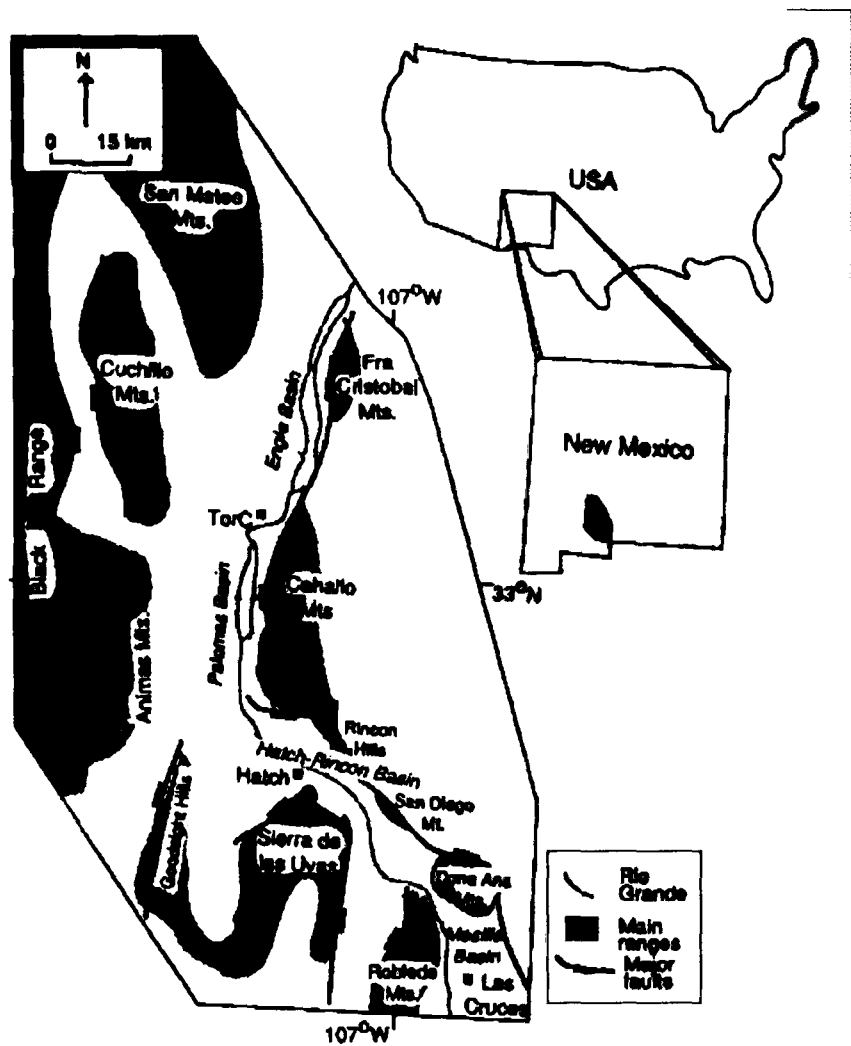 N
0 15 km
San Mateo
Mts.
USA
107°W
Cuchillo
Mts.
Fra
Cristobal
Mts.
Engle Basin
New Mexico
Black Range
TorC
Caballo
Mts
33°N
Palomas Basin
Animas Mts.
Rincon
Hills
Hatch-Rincon Basin
Hatch
San Diego
Mt.
Goodsight Hills
Sierra de
las Uvas
Dona Ana
Mts.
Mesilla
Basin
Robledo
Mts.
Las
Cruces
107°W
Rio
Grande
Main
ranges
Major
faults